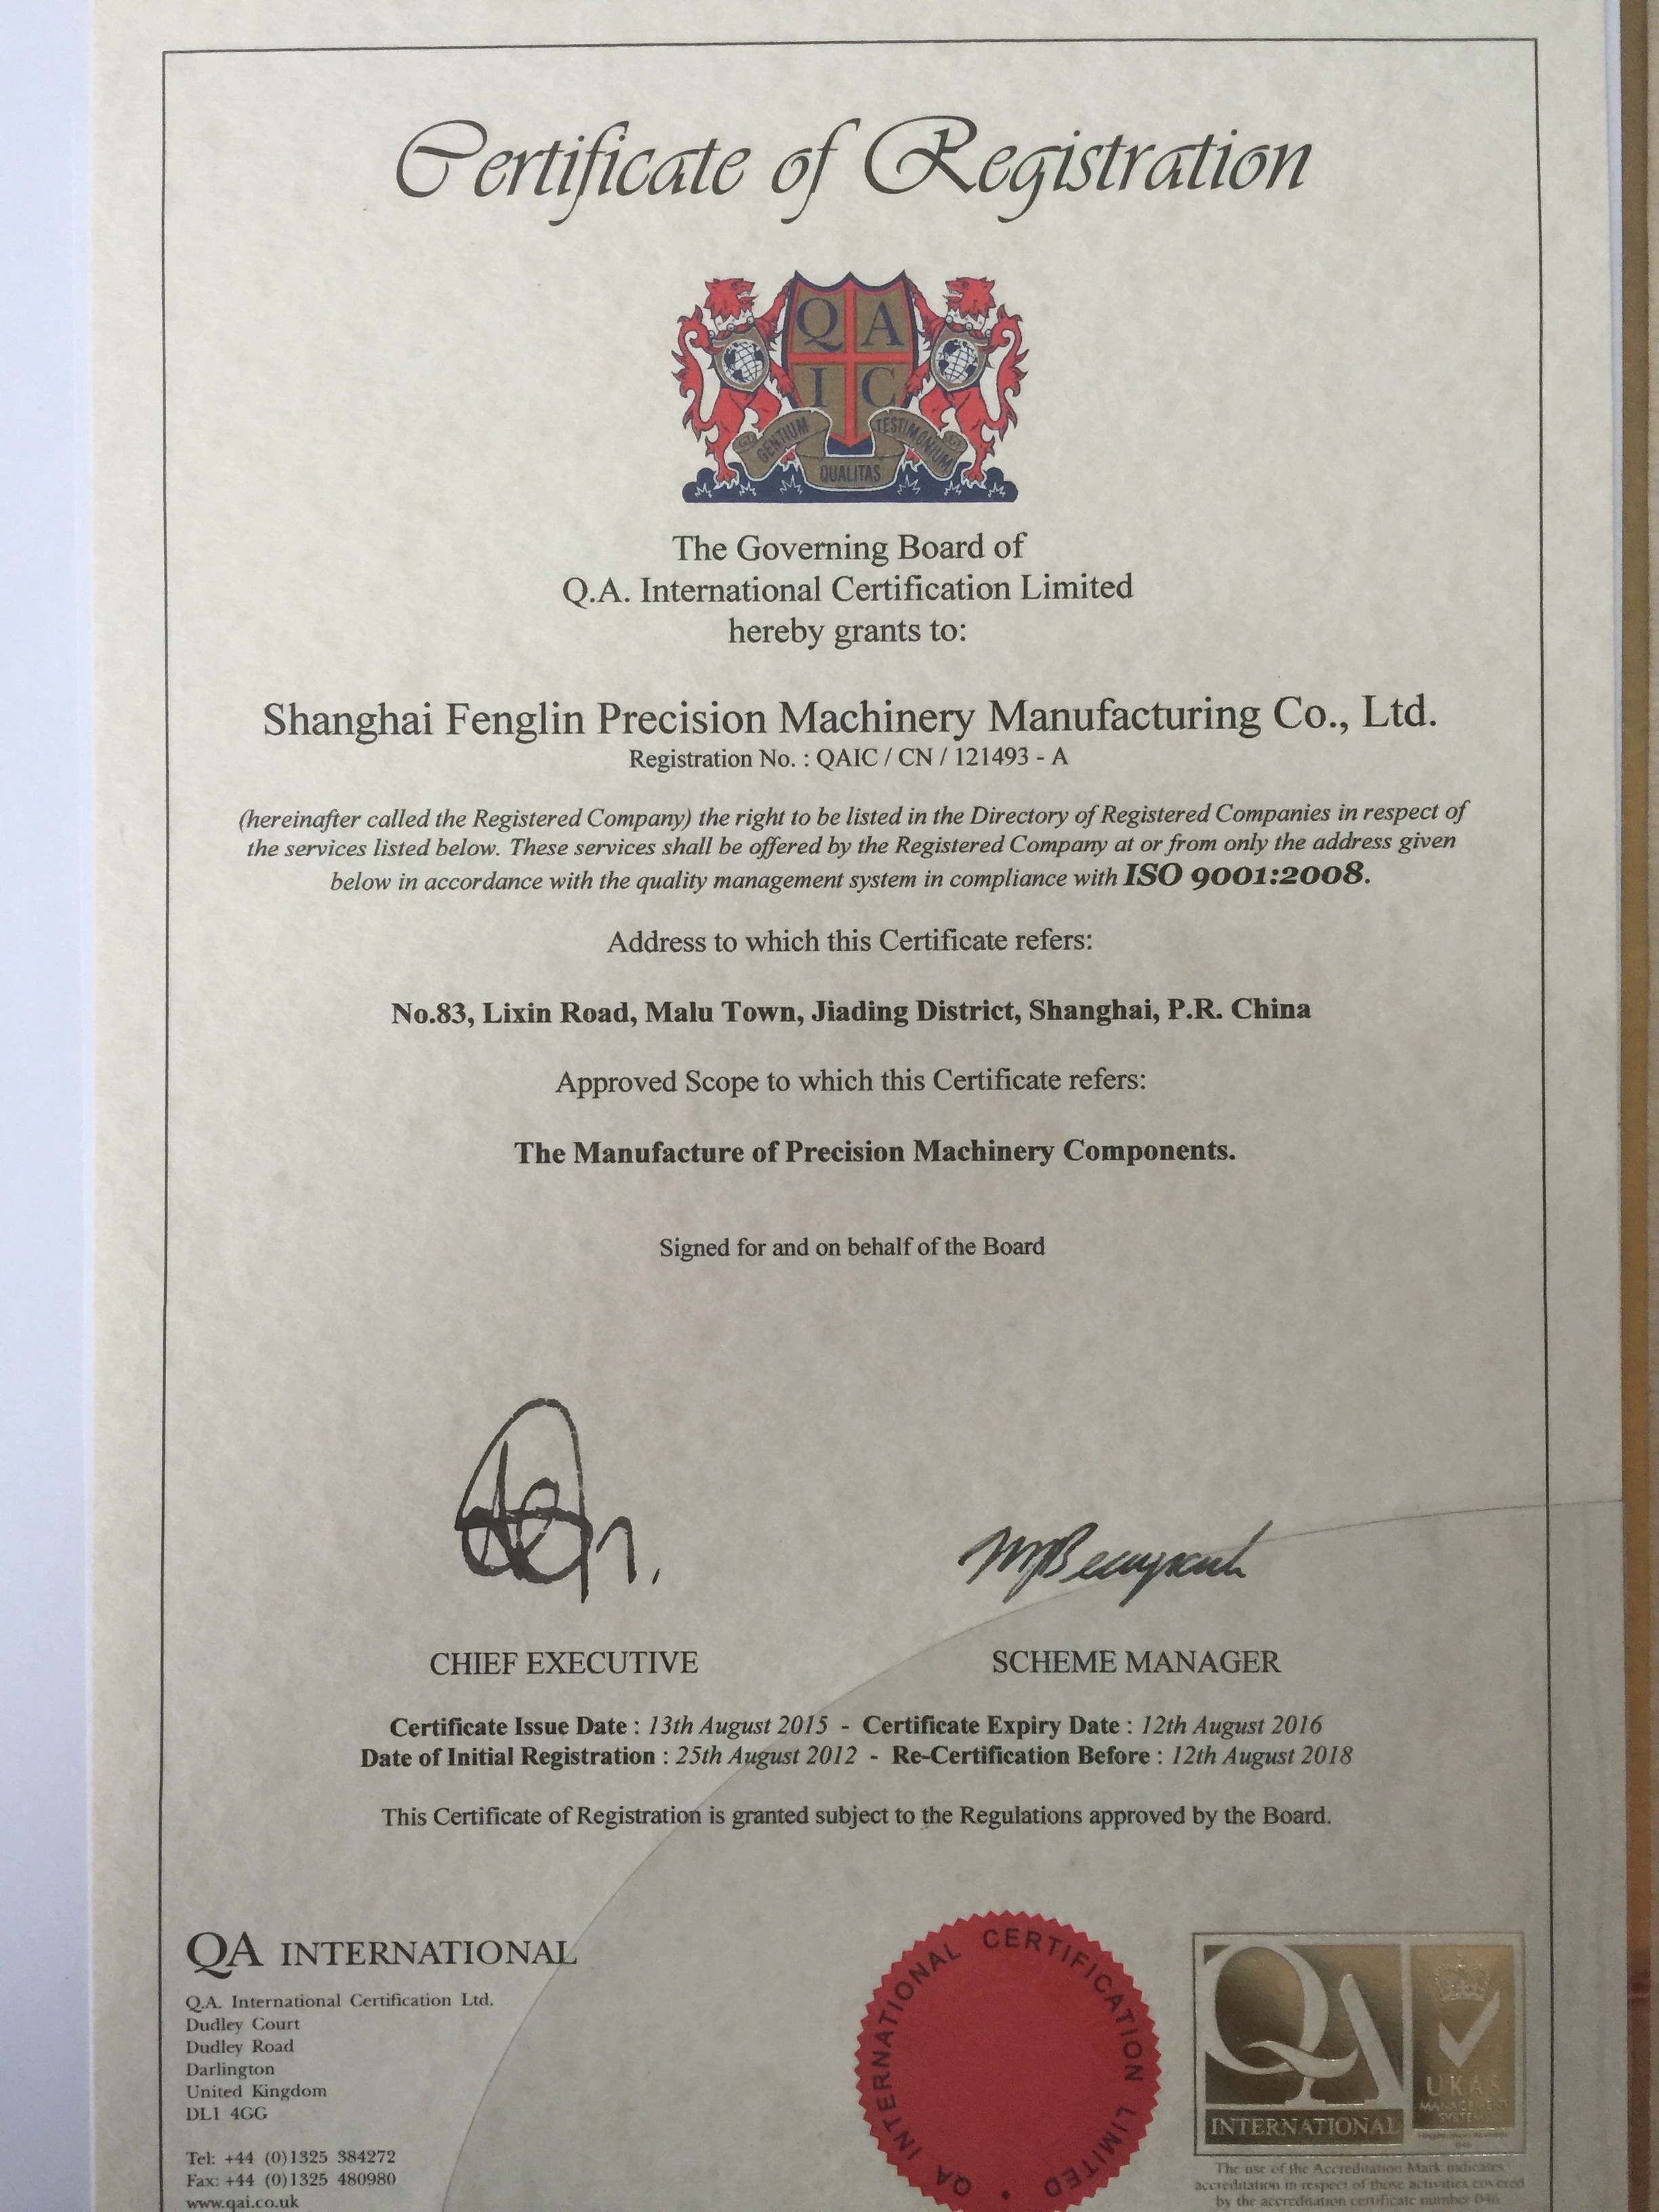 Certificate of Registration
Q A
I C
GENTIUM QUALITAS TESTIMONIUM
The Governing Board of
Q.A. International Certification Limited
hereby grants to:
Shanghai Fenglin Precision Machinery Manufacturing Co., Ltd.
Registration No. : QAIC / CN / 121493 - A
(hereinafter called the Registered Company) the right to be listed in the Directory of Registered Companies in respect of
the services listed below. These services shall be offered by the Registered Company at or from only the address given
below in accordance with the quality management system in compliance with ISO 9001:2008.
Address to which this Certificate refers:
No.83, Lixin Road, Malu Town, Jiading District, Shanghai, P.R. China
Approved Scope to which this Certificate refers:
The Manufacture of Precision Machinery Components.
Signed for and on behalf of the Board
CHIEF EXECUTIVE
SCHEME MANAGER
Certificate Issue Date : 13th August 2015 - Certificate Expiry Date : 12th August 2016
Date of Initial Registration : 25th August 2012 - Re-Certification Before : 12th August 2018
This Certificate of Registration is granted subject to the Regulations approved by the Board.
QA INTERNATIONAL
Q.A. International Certification Ltd.
Dudley Court
Dudley Road
Darlington
United Kingdom
DL1 4GG
Tel: +44 (0)1325 384272
Fax: +44 (0)1325 480980
www.qai.co.uk
QA INTERNATIONAL CERTIFICATION LIMITED
QA
INTERNATIONAL
UKAS
MANAGEMENT
SYSTEMS
The use of the Accreditation Mark indicates
accreditation in respect of those activities covered
by the accreditation certificate number 046